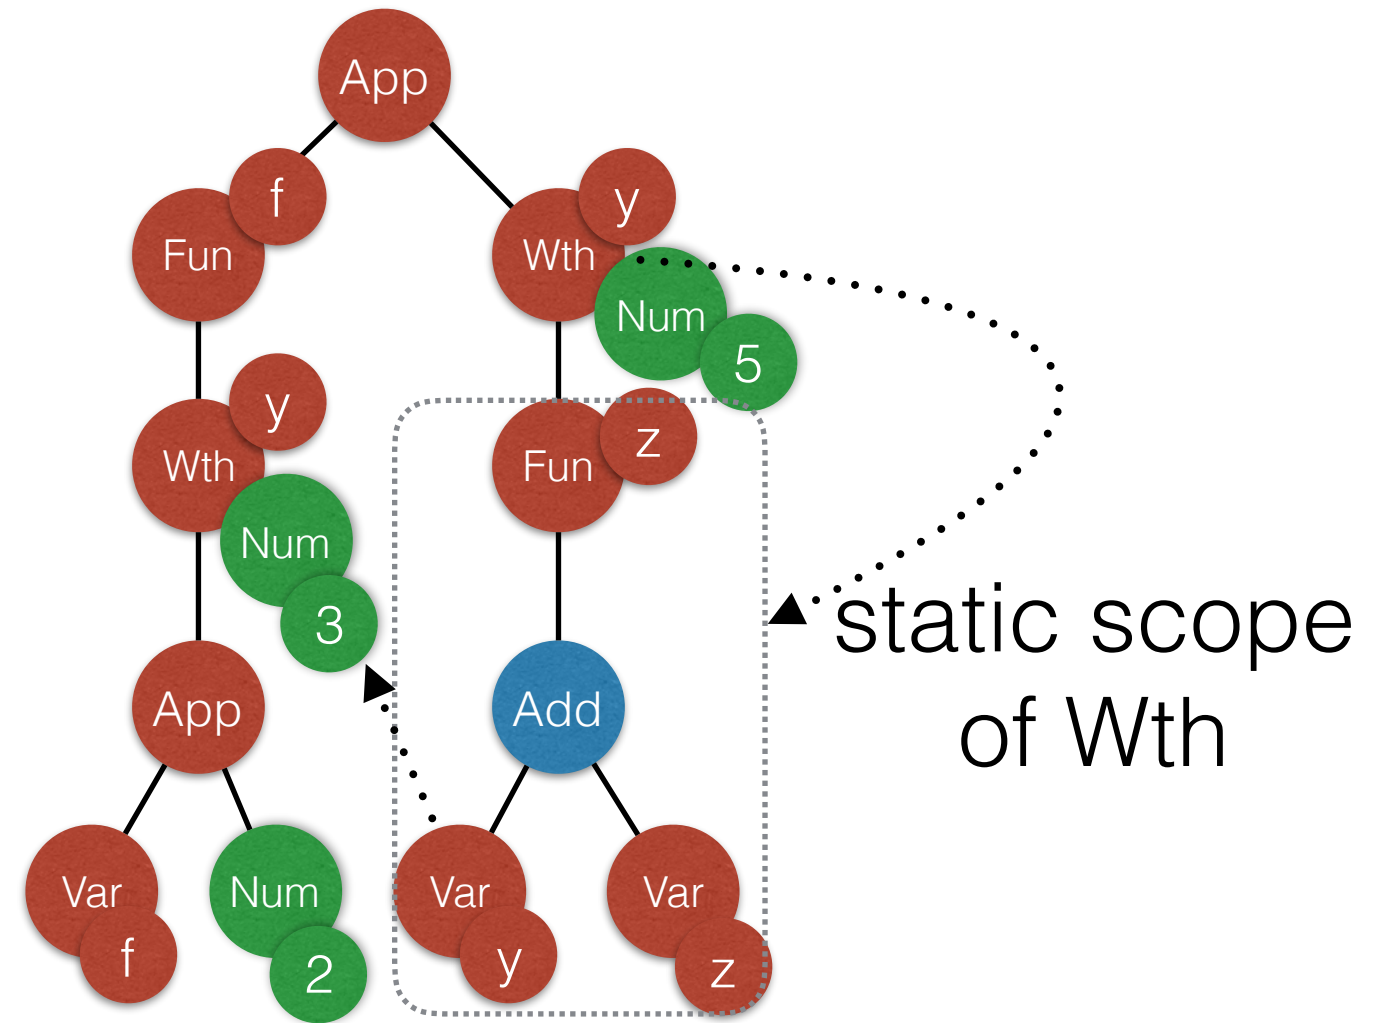 App
f
y
Fun
Wth
Num
5
y
z
Wth
Fun
Num
3
static scope
of Wth
App
Add
Var
f
Num
2
Var
y
Var
z